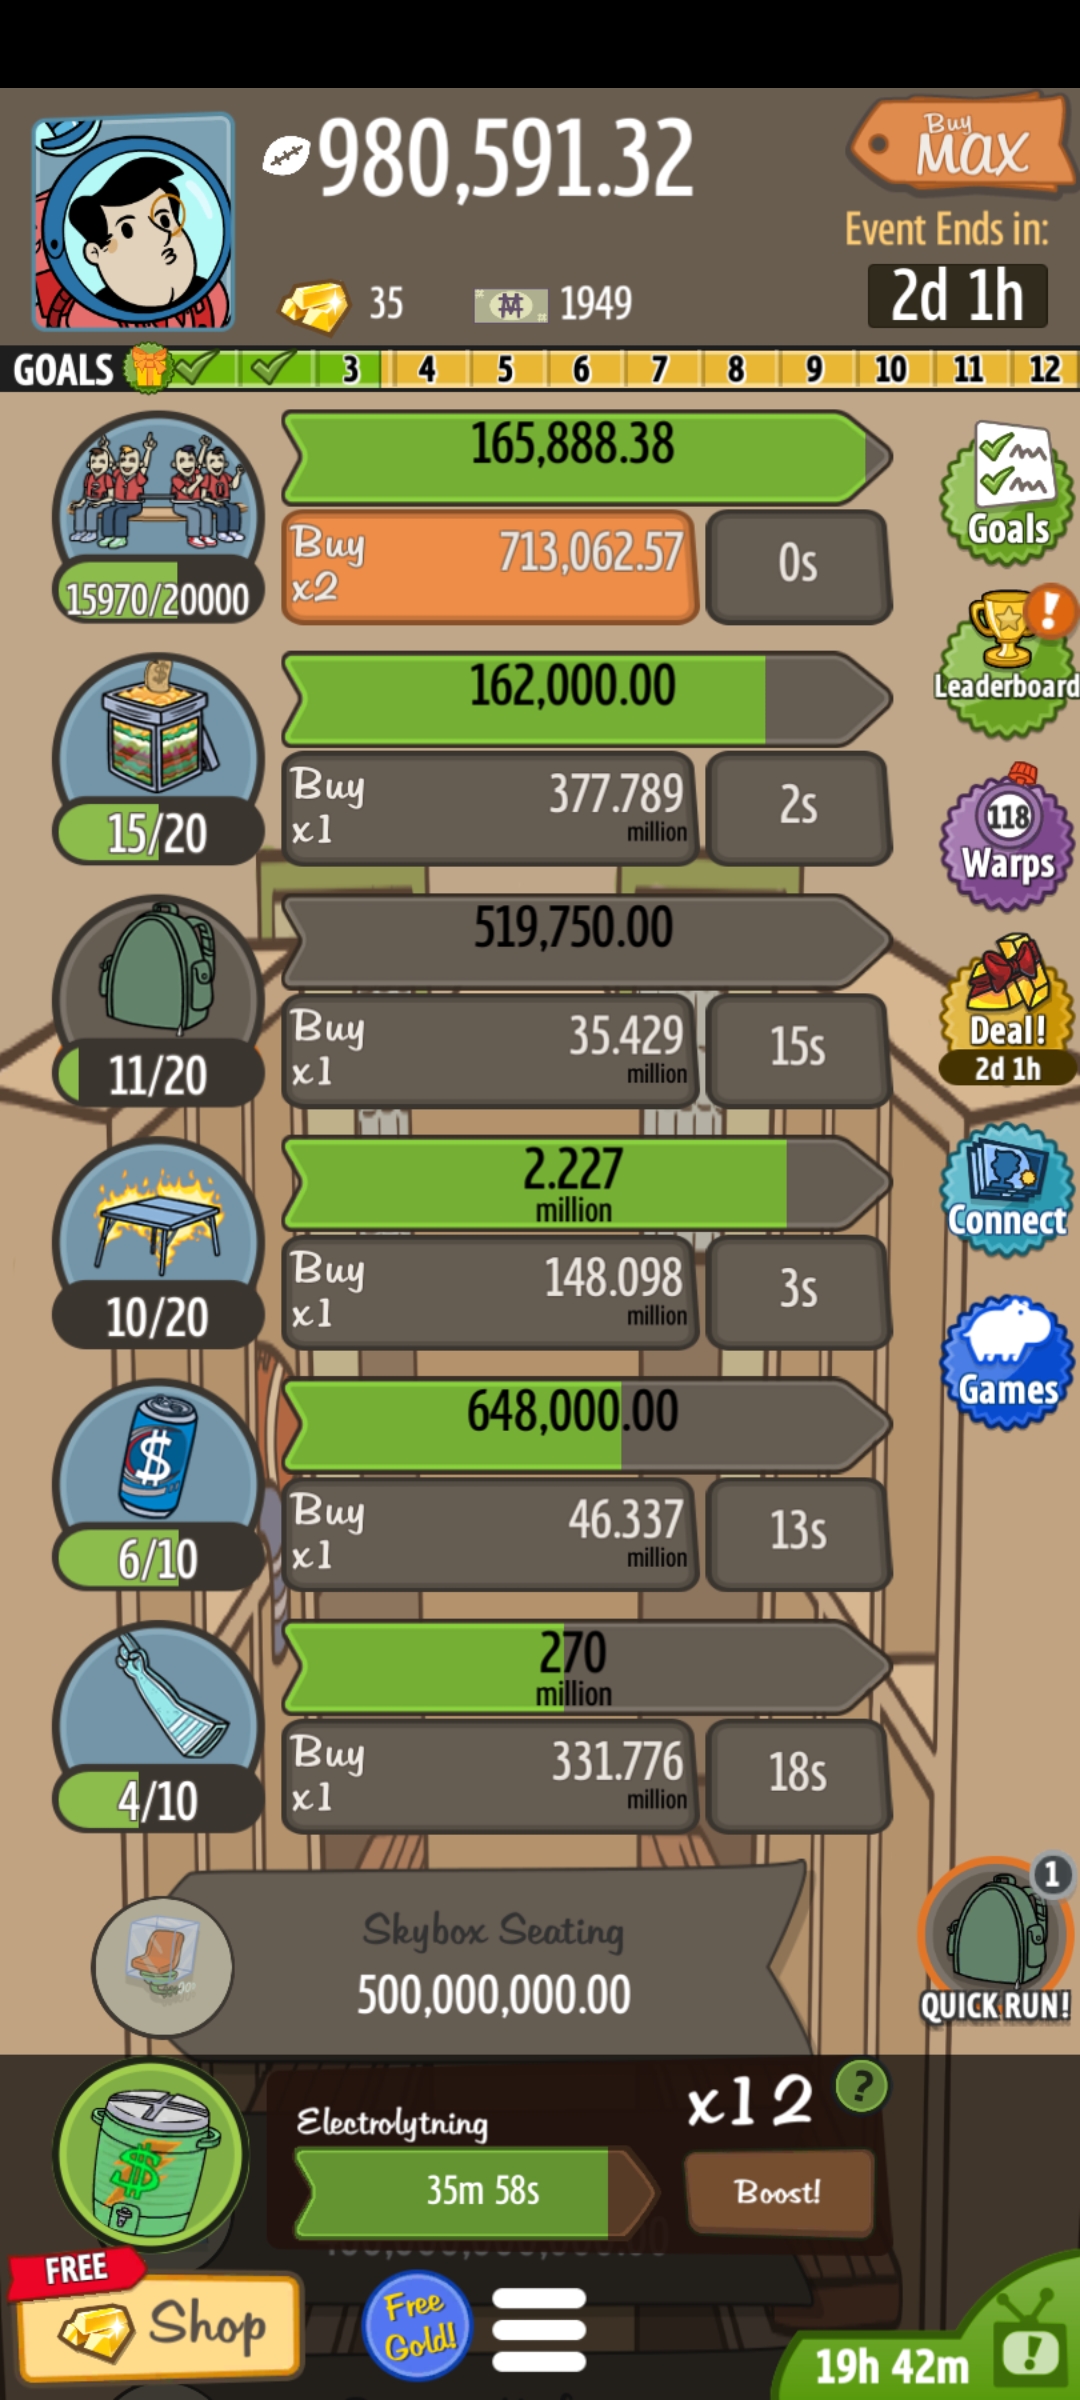 980,591.32
Buy
MAX
Event Ends in:
2d 1h
35
1949
GOALS 3 4 5 6 7 8 9 10 11 12
165,888.38
Buy
x2
713,062.57
0s
15970/20000
Goals
162,000.00
Buy
x1
377.789
million
2s
15/20
Leaderboard
519,750.00
Buy
x1
35.429
million
15s
11/20
118
Warps
2.227
million
Buy
x1
148.098
million
3s
10/20
Deal!
2d 1h
648,000.00
Buy
x1
46.337
million
13s
6/10
Connect
270
million
Buy
x1
331.776
million
18s
4/10
Games
Skybox Seating
500,000,000.00
1
QUICK RUN!
Electrolytning
35m 58s
x12
?
Boost!
FREE
Shop
Free
Gold!
19h 42m